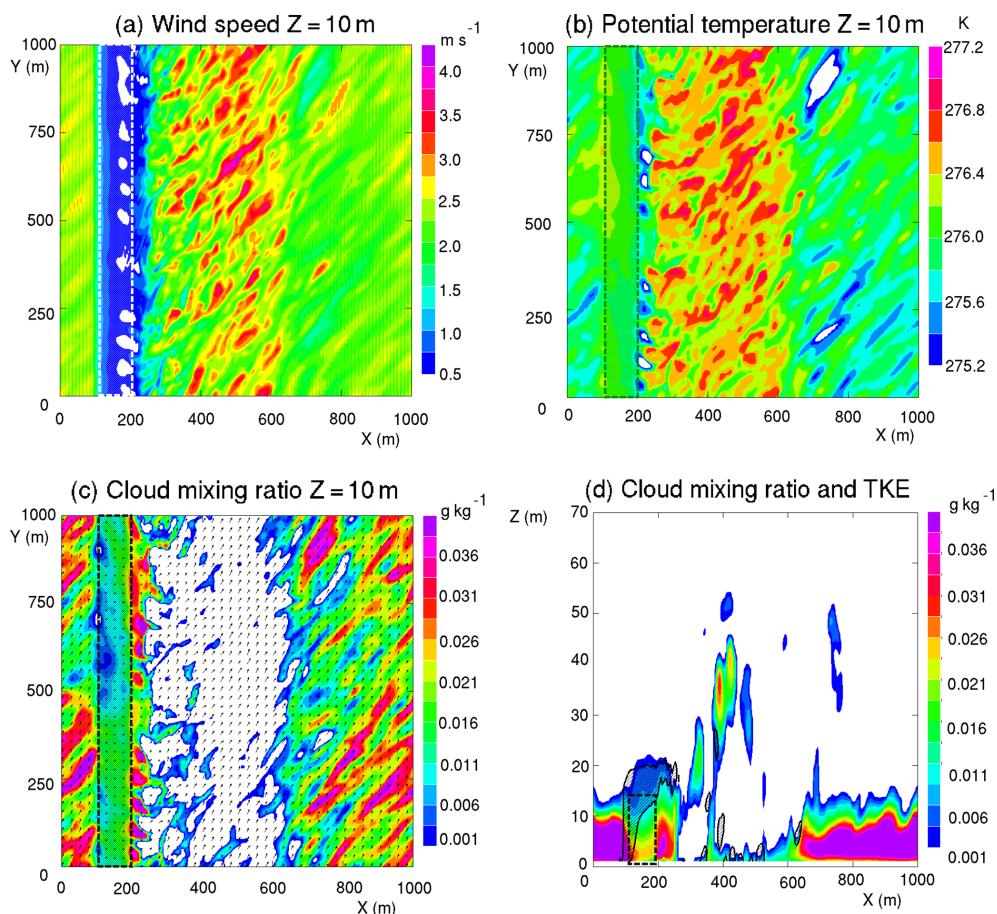 (a) Wind speed Z = 10 m
1000
Y (m)
750
500
250
0
0 200 400 600 800 1000
X (m)
m s⁻¹
4.0
3.0
2.5
2.0
1.5
1.0
0.5
(b) Potential temperature Z = 10 m
1000
Y (m)
750
500
250
0
0 200 400 600 800 1000
X (m)
K
277.2
276.8
276.4
276.0
275.6
275.2
(c) Cloud mixing ratio Z = 10 m
1000
Y (m)
750
500
250
0
0 200 400 600 800 1000
X (m)
g kg⁻¹
0.036
0.031
0.026
0.021
0.016
0.011
0.006
0.001
(d) Cloud mixing ratio and TKE
Z (m)
70
60
50
40
30
20
10
0
0 200 400 600 800 1000
X (m)
g kg⁻¹
0.036
0.031
0.026
0.021
0.016
0.011
0.006
0.001